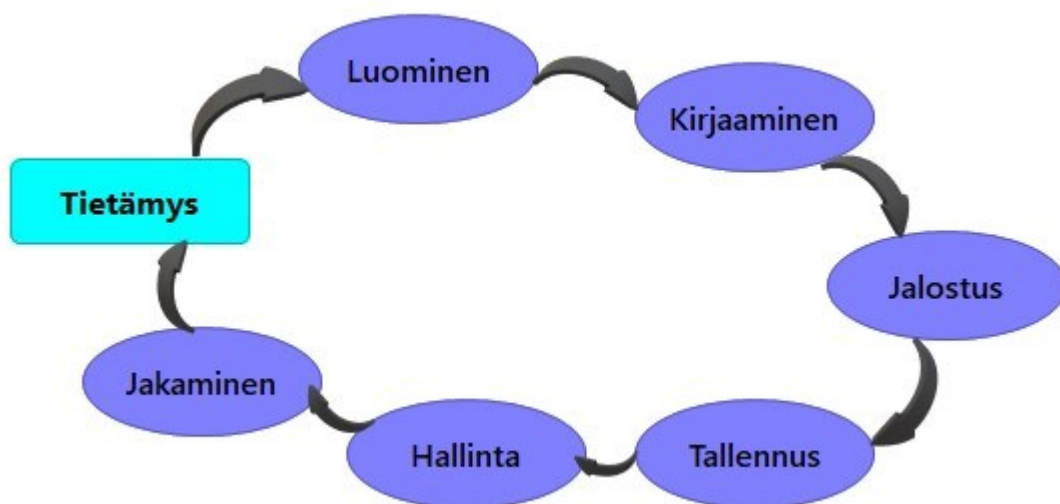 Luominen
Kirjaaminen
Tietämys
Jalostus
Jakaminen
Hallinta
Tallennus